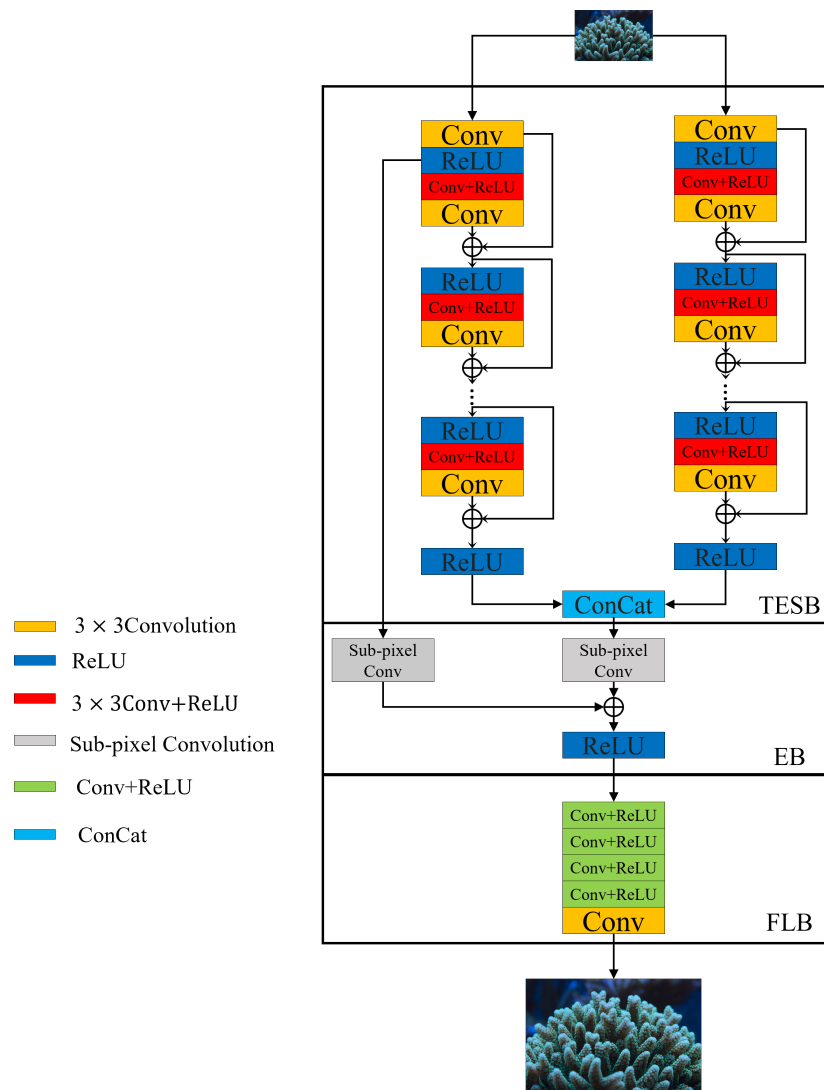 Conv
ReLU
Conv+ReLU
Conv
ReLU
Conv+ReLU
Conv
ReLU
Conv+ReLU
Conv
ReLU
Conv
ReLU
Conv+ReLU
Conv
ReLU
Conv+ReLU
Conv
ReLU
Conv+ReLU
Conv
ReLU
ConCat
TESB
Sub-pixel
Conv
Sub-pixel
Conv
ReLU
EB
Conv+ReLU
Conv+ReLU
Conv+ReLU
Conv+ReLU
Conv
FLB
3 × 3Convolution
ReLU
3 × 3Conv+ReLU
Sub-pixel Convolution
Conv+ReLU
ConCat